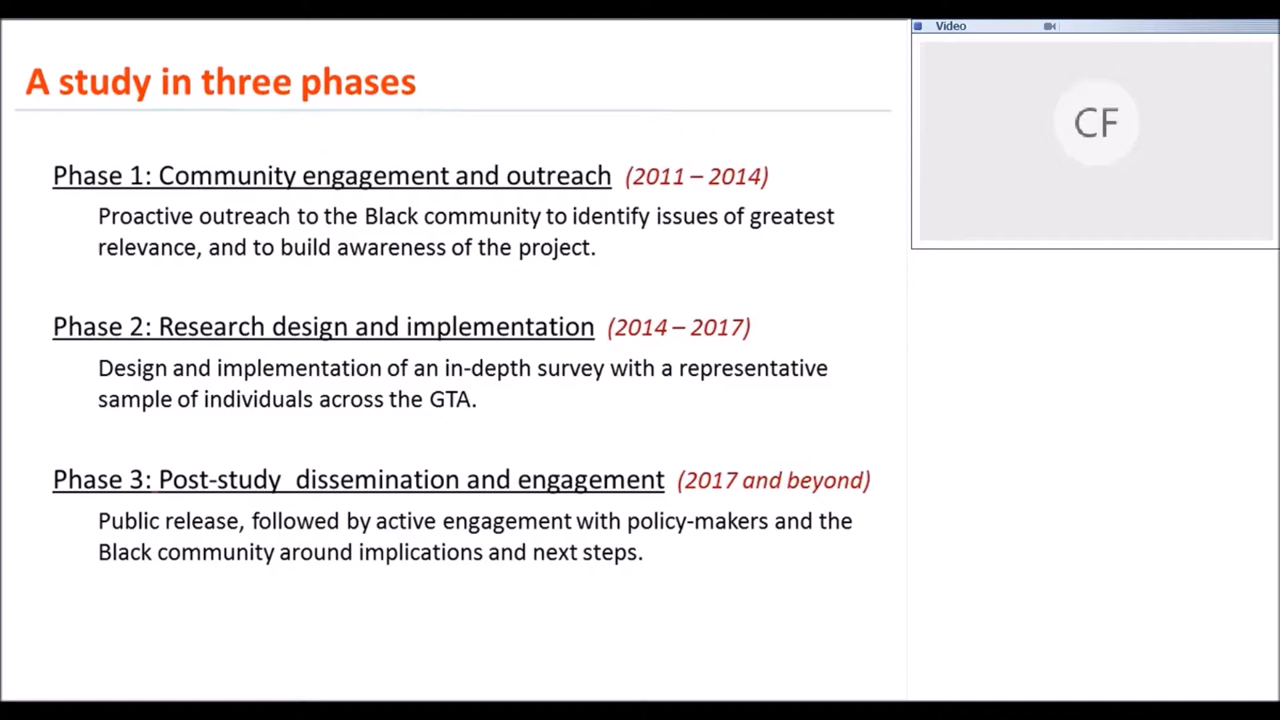 A study in three phases
Phase 1: Community engagement and outreach (2011 – 2014)
Proactive outreach to the Black community to identify issues of greatest
relevance, and to build awareness of the project.
Phase 2: Research design and implementation (2014 – 2017)
Design and implementation of an in-depth survey with a representative
sample of individuals across the GTA.
Phase 3: Post-study  dissemination and engagement (2017 and beyond)
Public release, followed by active engagement with policy-makers and the
Black community around implications and next steps.
Video
CF